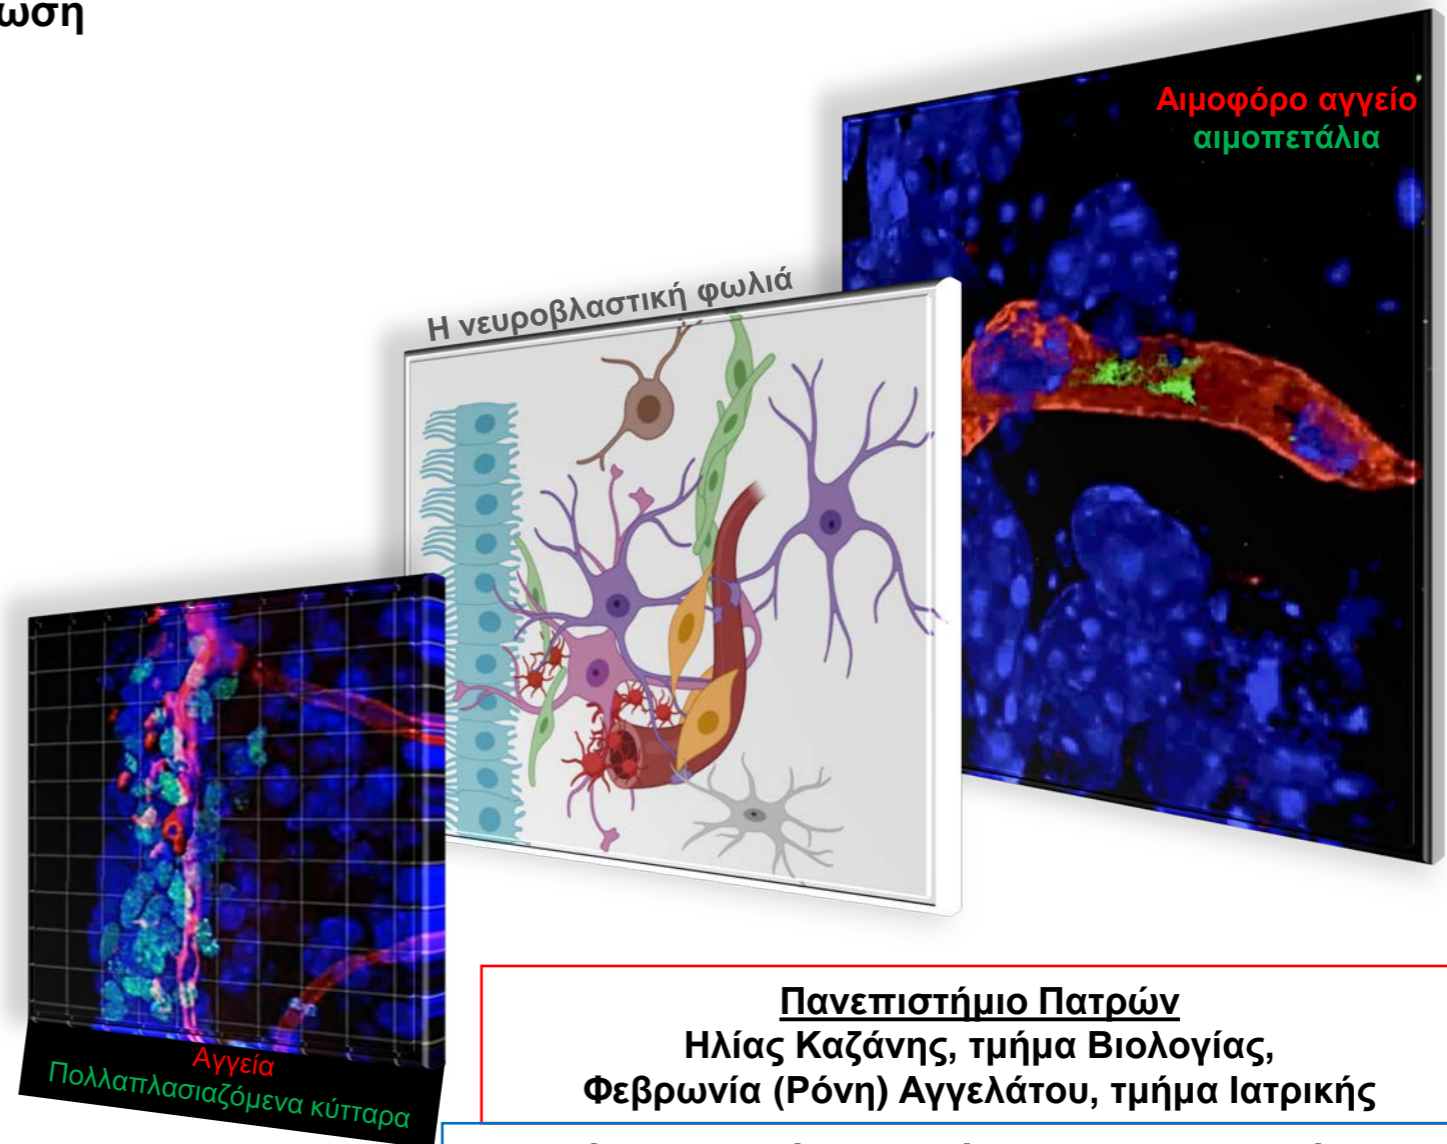 ωση
Αιμοφόρο αγγείο
αιμοπετάλια
Η νευροβλαστική φωλιά
Αγγεία
Πολλαπλασιαζόμενα κύτταρα
Πανεπιστήμιο Πατρών
Ηλίας Καζάνης, τμήμα Βιολογίας,
Φεβρωνία (Ρόνη) Αγγελάτου, τμήμα Ιατρικής